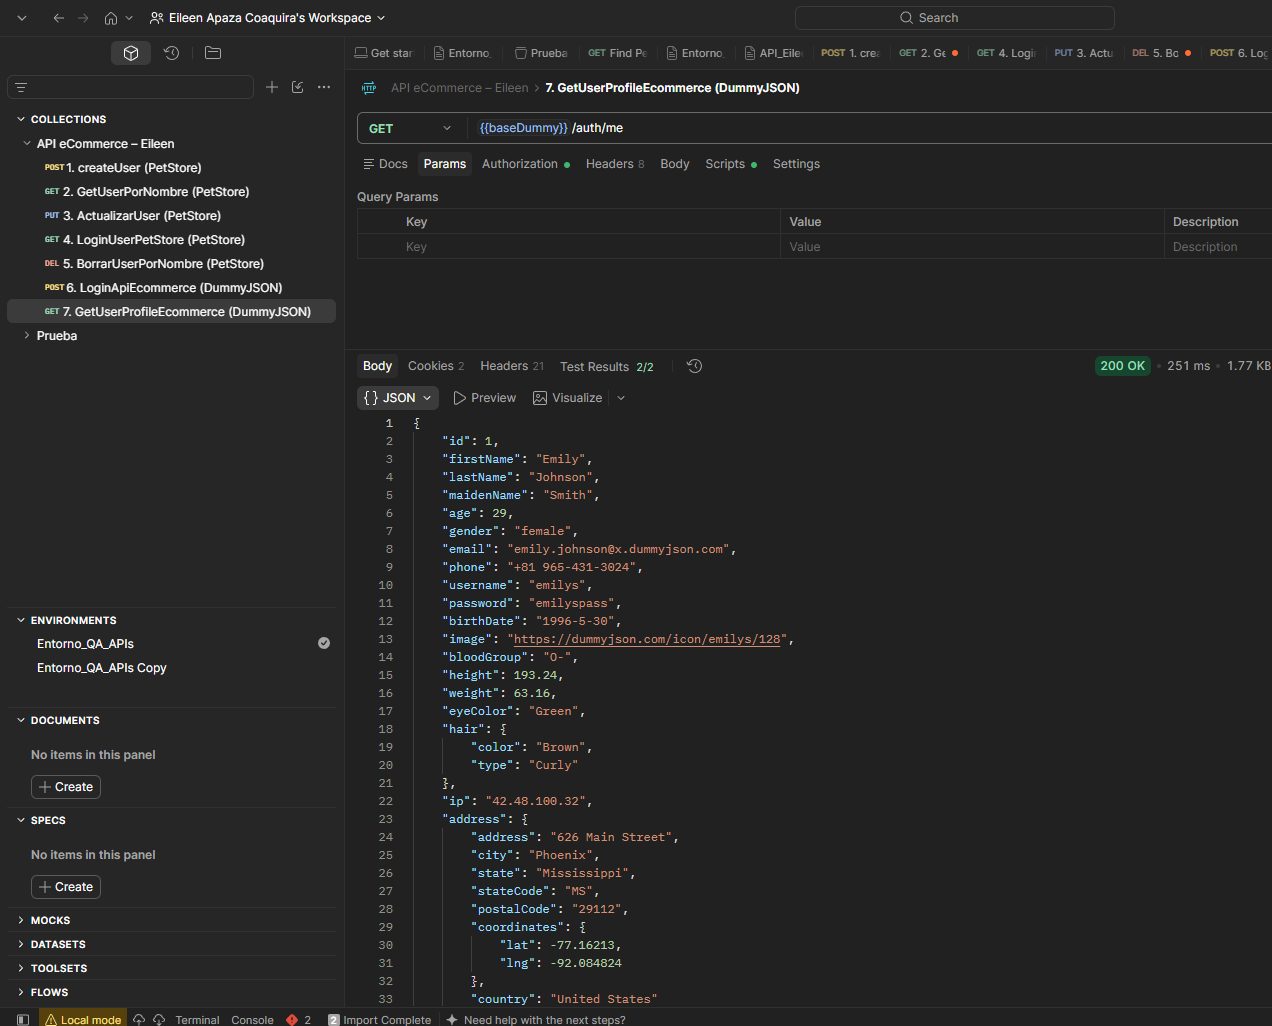 Eileen Apaza Coaquira's Workspace
Search
Get star
Entorno_
Prueba
GET Find Pe
Entorno_
API_Eilee
POST 1. crea
GET 2. Ge
GET 4. Login
PUT 3. Actu
DEL 5. Bo
POST 6. Log
COLLECTIONS
API eCommerce – Eileen
POST 1. createUser (PetStore)
GET 2. GetUserPorNombre (PetStore)
PUT 3. ActualizarUser (PetStore)
GET 4. LoginUserPetStore (PetStore)
DEL 5. BorrarUserPorNombre (PetStore)
POST 6. LoginApiEcommerce (DummyJSON)
GET 7. GetUserProfileEcommerce (DummyJSON)
Prueba
ENVIRONMENTS
Entorno_QA_APIs
Entorno_QA_APIs Copy
DOCUMENTS
No items in this panel
+ Create
SPECS
No items in this panel
+ Create
MOCKS
DATASETS
TOOLSETS
FLOWS
HTTP API eCommerce – Eileen > 7. GetUserProfileEcommerce (DummyJSON)
GET {{baseDummy}} /auth/me
Docs Params Authorization Headers 8 Body Scripts Settings
Query Params
Key Value Description
Key Value Description
Body Cookies 2 Headers 21 Test Results 2/2 200 OK • 251 ms • 1.77 KB
{} JSON Preview Visualize
1 {
2 "id": 1,
3 "firstName": "Emily",
4 "lastName": "Johnson",
5 "maidenName": "Smith",
6 "age": 29,
7 "gender": "female",
8 "email": "emily.johnson@x.dummyjson.com",
9 "phone": "+81 965-431-3024",
10 "username": "emilys",
11 "password": "emilyspass",
12 "birthDate": "1996-5-30",
13 "image": "https://dummyjson.com/icon/emilys/128",
14 "bloodGroup": "O-",
15 "height": 193.24,
16 "weight": 63.16,
17 "eyeColor": "Green",
18 "hair": {
19 "color": "Brown",
20 "type": "Curly"
21 },
22 "ip": "42.48.100.32",
23 "address": {
24 "address": "626 Main Street",
25 "city": "Phoenix",
26 "state": "Mississippi",
27 "stateCode": "MS",
28 "postalCode": "29112",
29 "coordinates": {
30 "lat": -77.16213,
31 "lng": -92.084824
32 },
33 "country": "United States"
Local mode Terminal Console 2 2 Import Complete Need help with the next steps?